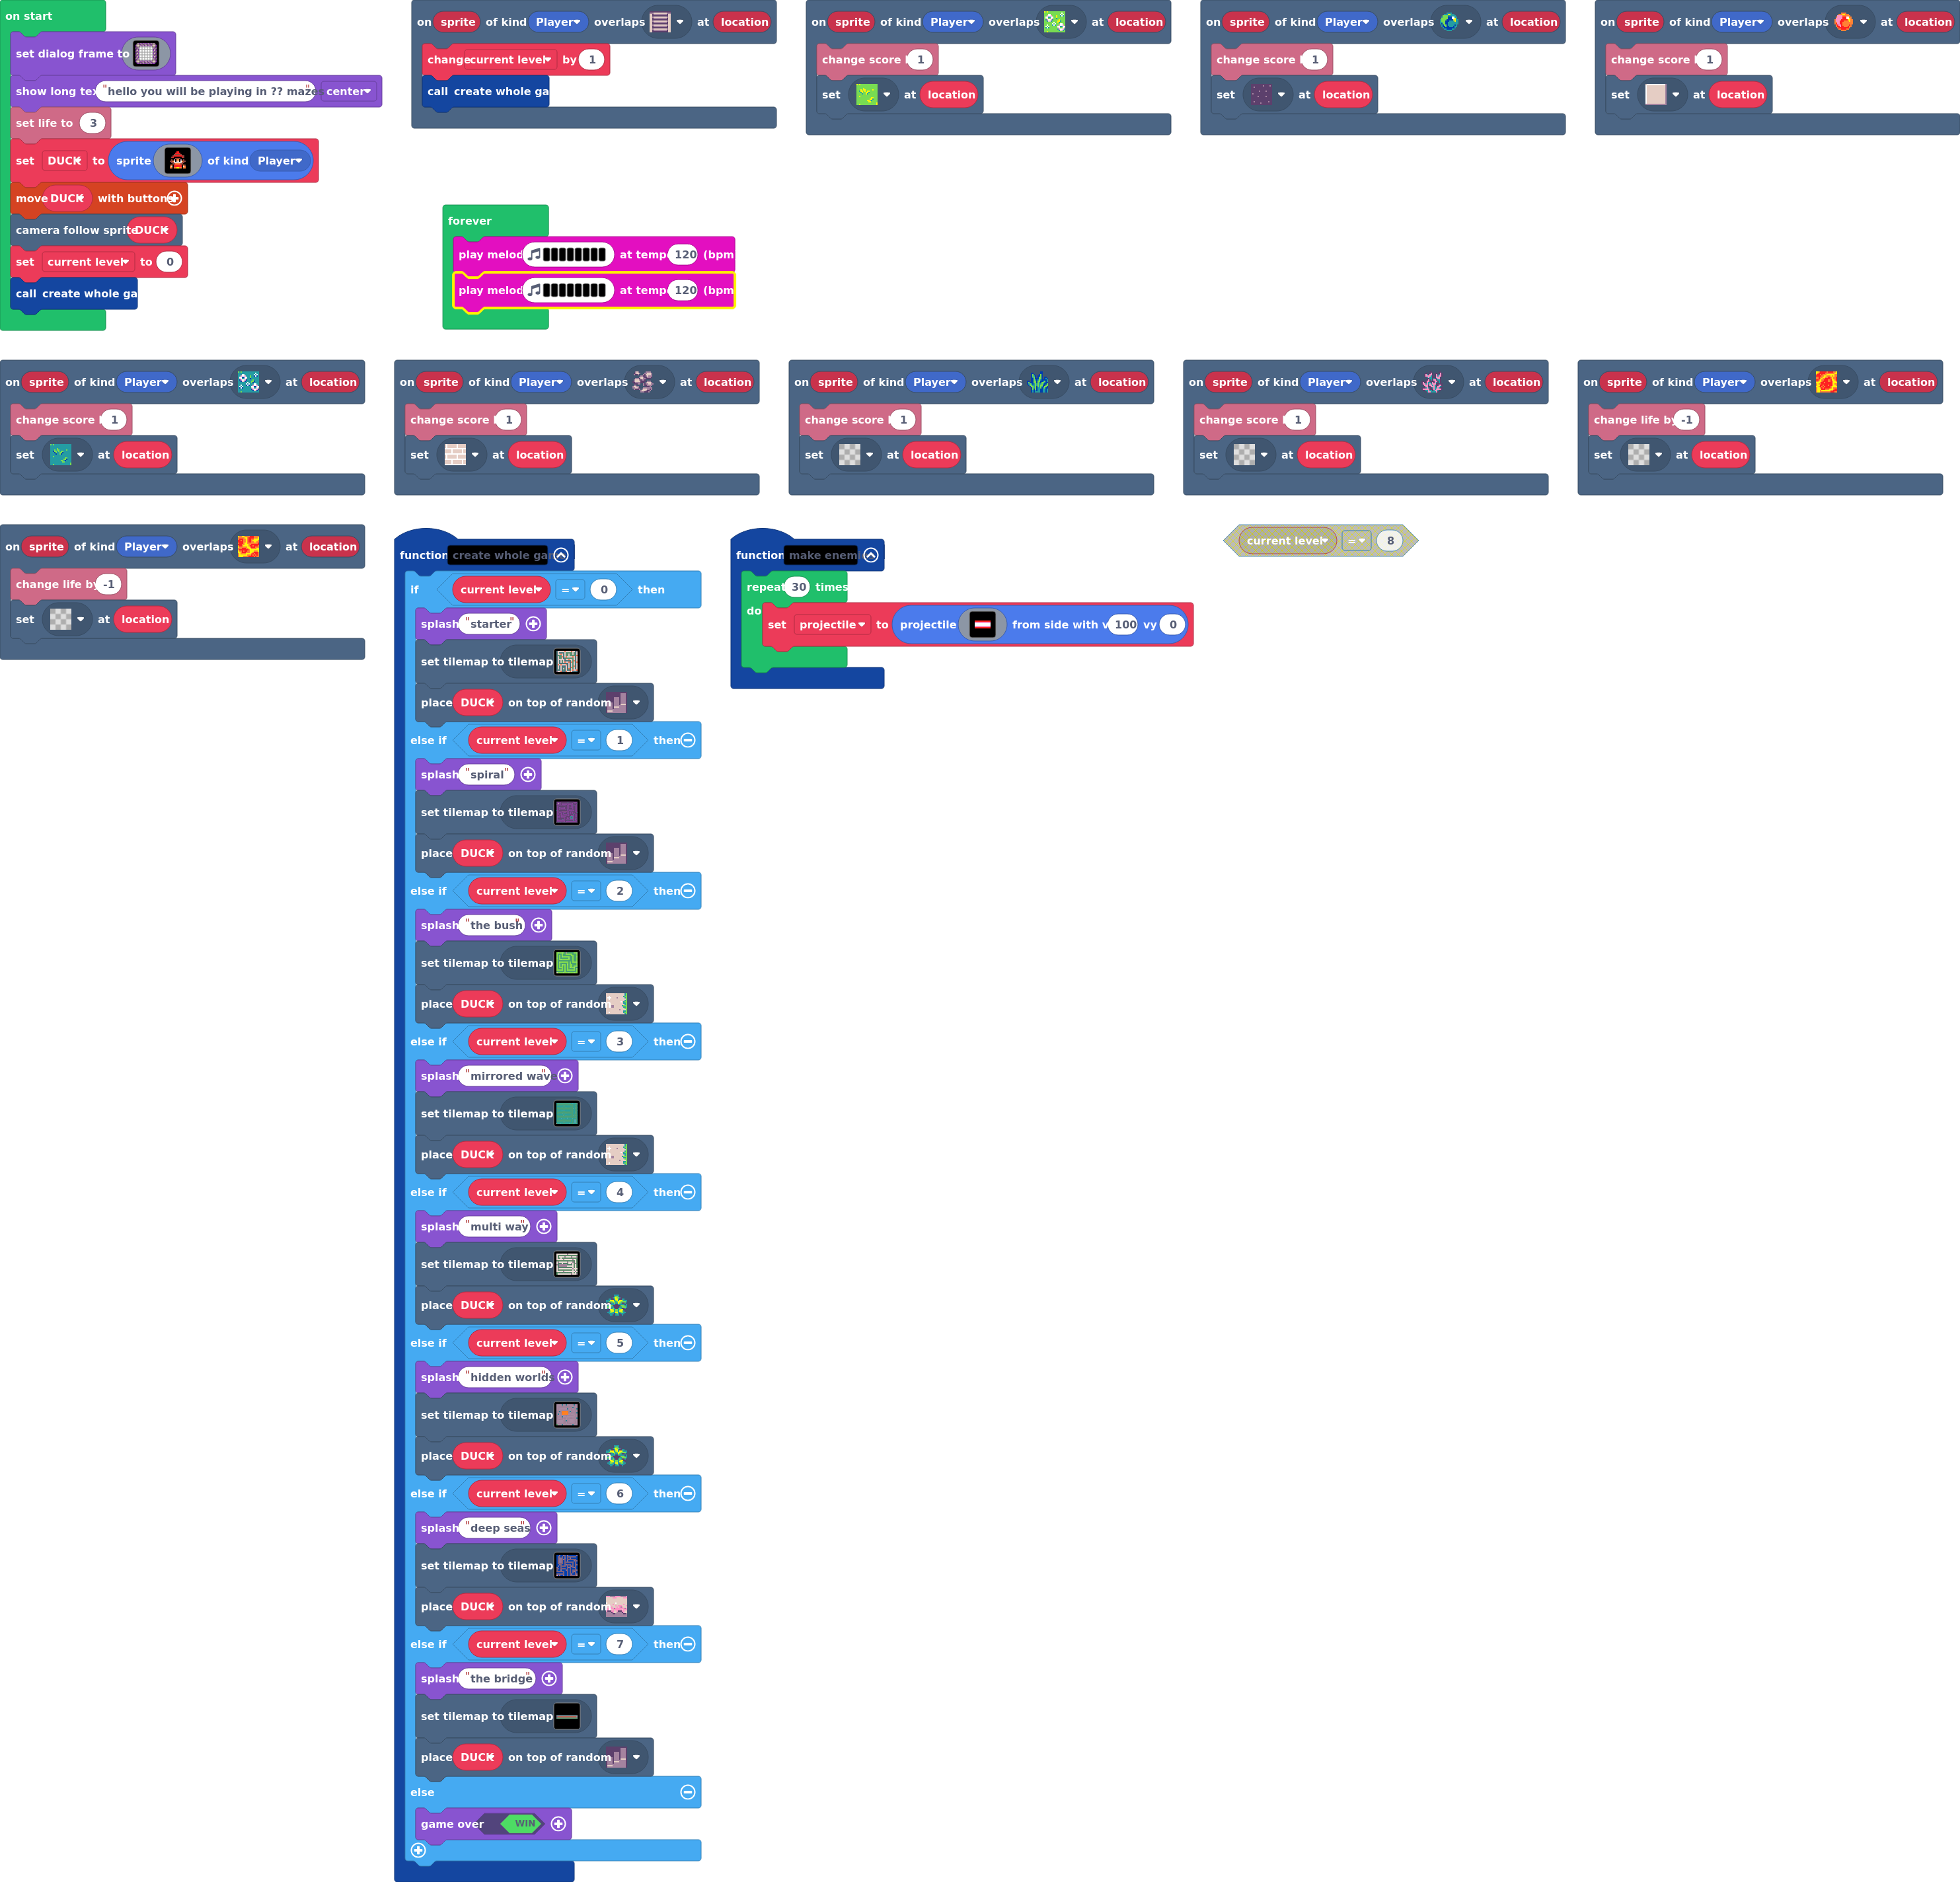 on start
set dialog frame to
show long tex "hello you will be playing in ?? maze" center
set life to 3
set DUCK to sprite of kind Player
move DUCK with button
camera follow sprite DUCK
set current level to 0
call create whole ga
on sprite of kind Player overlaps at location
change current level by 1
call create whole ga
on sprite of kind Player overlaps at location
change score 1
set at location
on sprite of kind Player overlaps at location
change score 1
set at location
on sprite of kind Player overlaps at location
change score 1
set at location
forever
play melod at temp 120 (bpm
play melod at temp 120 (bpm
on sprite of kind Player overlaps at location
change score 1
set at location
on sprite of kind Player overlaps at location
change score 1
set at location
on sprite of kind Player overlaps at location
change score 1
set at location
on sprite of kind Player overlaps at location
change score 1
set at location
on sprite of kind Player overlaps at location
change life by -1
set at location
on sprite of kind Player overlaps at location
change life by -1
set at location
function create whole ga
if current level = 0 then
splash "starter"
set tilemap to tilemap
place DUCK on top of random
else if current level = 1 then
splash "spiral"
set tilemap to tilemap
place DUCK on top of random
else if current level = 2 then
splash "the bush"
set tilemap to tilemap
place DUCK on top of random
else if current level = 3 then
splash "mirrored wav"
set tilemap to tilemap
place DUCK on top of random
else if current level = 4 then
splash "multi way"
set tilemap to tilemap
place DUCK on top of random
else if current level = 5 then
splash "hidden worlds"
set tilemap to tilemap
place DUCK on top of random
else if current level = 6 then
splash "deep seas"
set tilemap to tilemap
place DUCK on top of random
else if current level = 7 then
splash "the bridge"
set tilemap to tilemap
place DUCK on top of random
else
game over WIN
function make enem
repeat 30 times
do
set projectile to projectile from side with v 100 vy 0
current level = 8